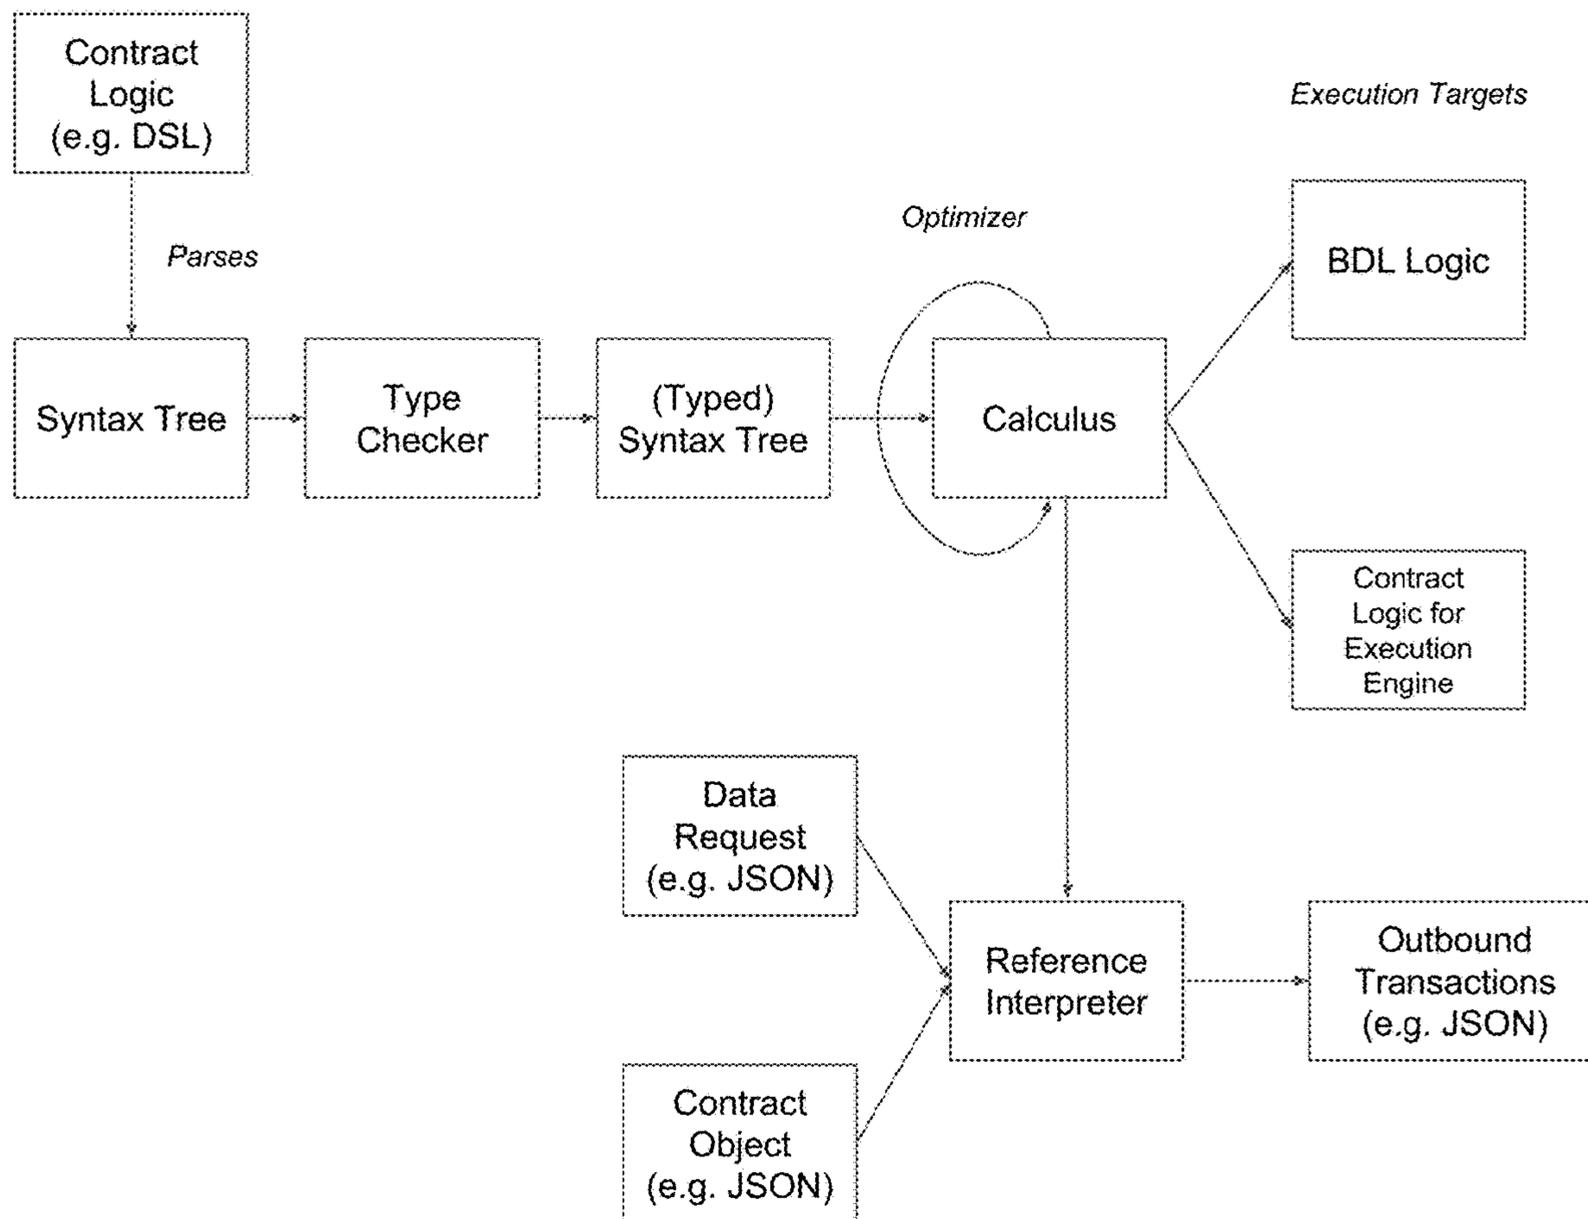 Contract
Logic
(e.g. DSL)
Execution Targets
Optimizer
Parses
BDL Logic
Syntax Tree
Type
Checker
(Typed)
Syntax Tree
Calculus
Contract
Logic for
Execution
Engine
Data
Request
(e.g. JSON)
Reference
Interpreter
Outbound
Transactions
(e.g. JSON)
Contract
Object
(e.g. JSON)